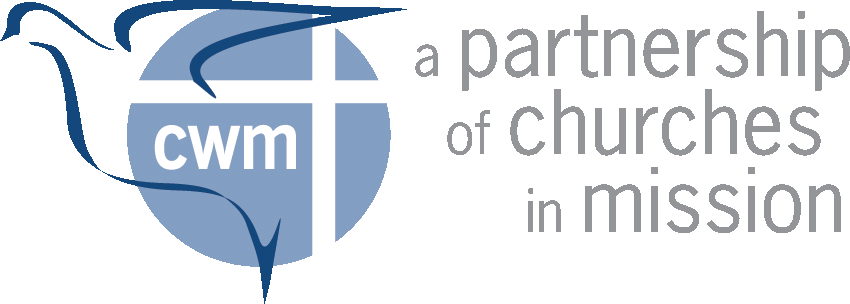 cwm
a partnership
of churches
in mission